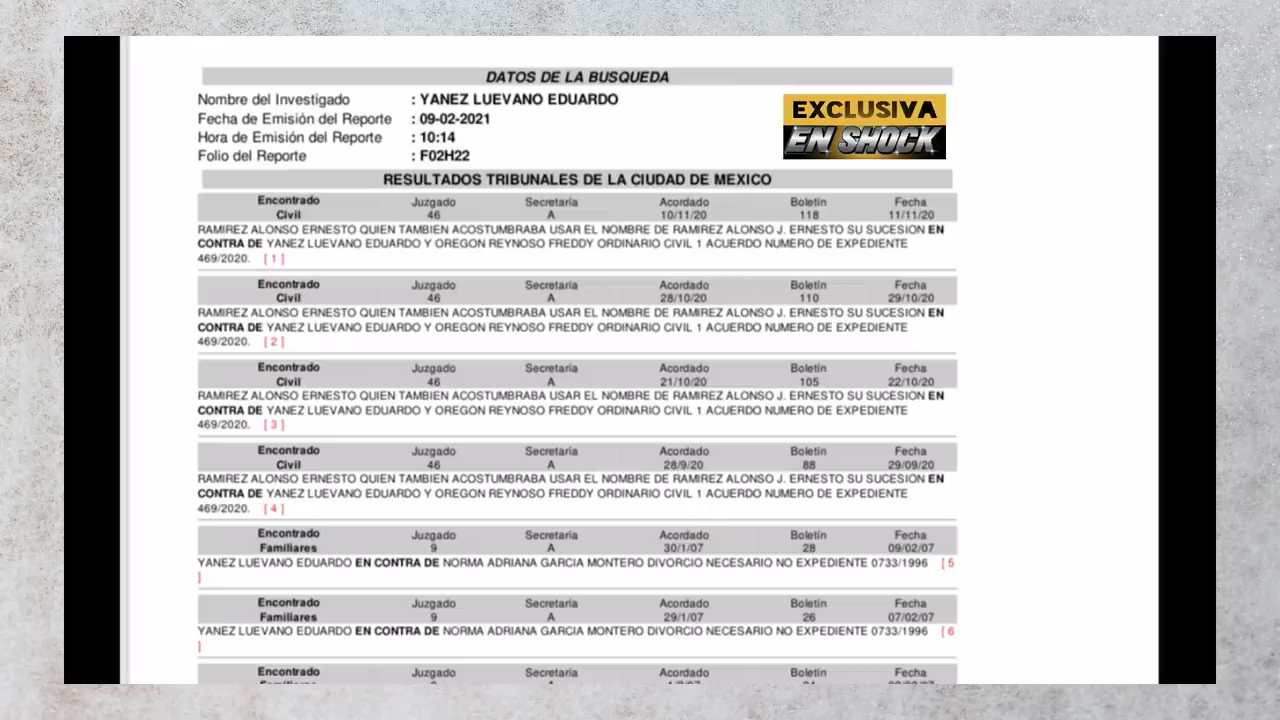 DATOS DE LA BUSQUEDA
Nombre del Investigado : YANEZ LUEVANO EDUARDO
Fecha de Emisión del Reporte : 09-02-2021
Hora de Emisión del Reporte : 10:14
Folio del Reporte : F02H22
EXCLUSIVA
EN SHOCK
RESULTADOS TRIBUNALES DE LA CIUDAD DE MEXICO
Encontrado Juzgado Secretaría Acordado Boletín Fecha
Civil 46 A 10/11/20 118 11/11/20
RAMIREZ ALONSO ERNESTO QUIEN TAMBIEN ACOSTUMBRABA USAR EL NOMBRE DE RAMIREZ ALONSO J. ERNESTO SU SUCESION EN
CONTRA DE YANEZ LUEVANO EDUARDO Y OREGON REYNOSO FREDDY ORDINARIO CIVIL 1 ACUERDO NUMERO DE EXPEDIENTE
469/2020. [ 1 ]
Encontrado Juzgado Secretaría Acordado Boletín Fecha
Civil 46 A 28/10/20 110 29/10/20
RAMIREZ ALONSO ERNESTO QUIEN TAMBIEN ACOSTUMBRABA USAR EL NOMBRE DE RAMIREZ ALONSO J. ERNESTO SU SUCESION EN
CONTRA DE YANEZ LUEVANO EDUARDO Y OREGON REYNOSO FREDDY ORDINARIO CIVIL 1 ACUERDO NUMERO DE EXPEDIENTE
469/2020. [ 2 ]
Encontrado Juzgado Secretaría Acordado Boletín Fecha
Civil 46 A 21/10/20 105 22/10/20
RAMIREZ ALONSO ERNESTO QUIEN TAMBIEN ACOSTUMBRABA USAR EL NOMBRE DE RAMIREZ ALONSO J. ERNESTO SU SUCESION EN
CONTRA DE YANEZ LUEVANO EDUARDO Y OREGON REYNOSO FREDDY ORDINARIO CIVIL 1 ACUERDO NUMERO DE EXPEDIENTE
469/2020. [ 3 ]
Encontrado Juzgado Secretaría Acordado Boletín Fecha
Civil 46 A 28/9/20 88 29/09/20
RAMIREZ ALONSO ERNESTO QUIEN TAMBIEN ACOSTUMBRABA USAR EL NOMBRE DE RAMIREZ ALONSO J. ERNESTO SU SUCESION EN
CONTRA DE YANEZ LUEVANO EDUARDO Y OREGON REYNOSO FREDDY ORDINARIO CIVIL 1 ACUERDO NUMERO DE EXPEDIENTE
469/2020. [ 4 ]
Encontrado Juzgado Secretaría Acordado Boletín Fecha
Familiares 9 A 30/1/07 28 09/02/07
YANEZ LUEVANO EDUARDO EN CONTRA DE NORMA ADRIANA GARCIA MONTERO DIVORCIO NECESARIO NO EXPEDIENTE 0733/1996 [ 5
]
Encontrado Juzgado Secretaría Acordado Boletín Fecha
Familiares 9 A 29/1/07 26 07/02/07
YANEZ LUEVANO EDUARDO EN CONTRA DE NORMA ADRIANA GARCIA MONTERO DIVORCIO NECESARIO NO EXPEDIENTE 0733/1996 [ 6
]
Encontrado Juzgado Secretaría Acordado Boletín Fecha